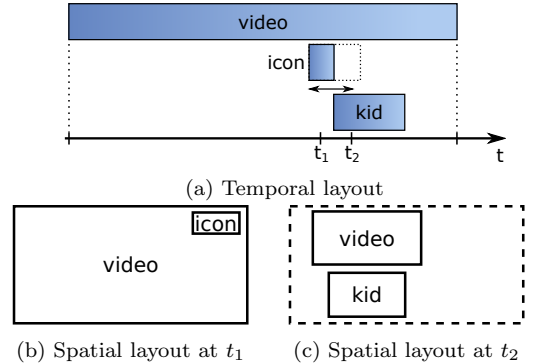 video
icon
kid
t1 t2
t
(a) Temporal layout
icon
video
video
kid
(b) Spatial layout at t1 (c) Spatial layout at t2